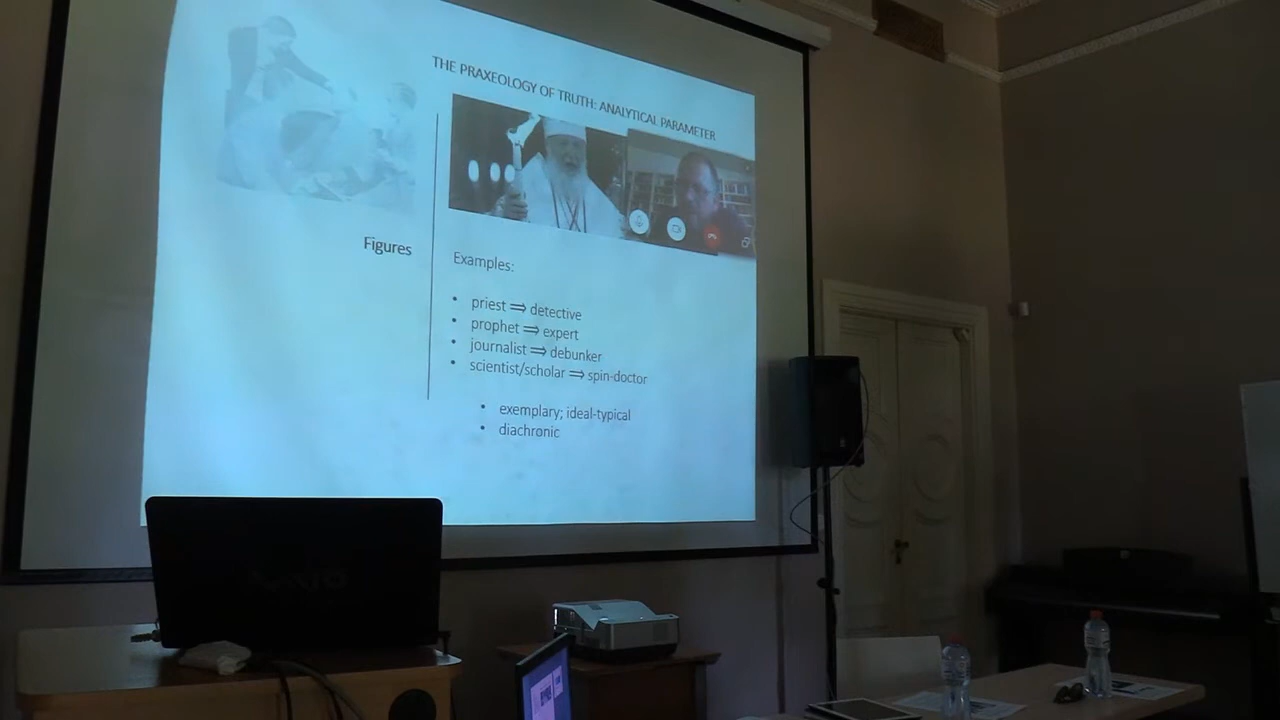 THE PRAXEOLOGY OF TRUTH: ANALYTICAL PARAMETER
Figures
Examples:
• priest ⟹ detective
• prophet ⟹ expert
• journalist ⟹ debunker
• scientist/scholar ⟹ spin-doctor
• exemplary; ideal-typical
• diachronic